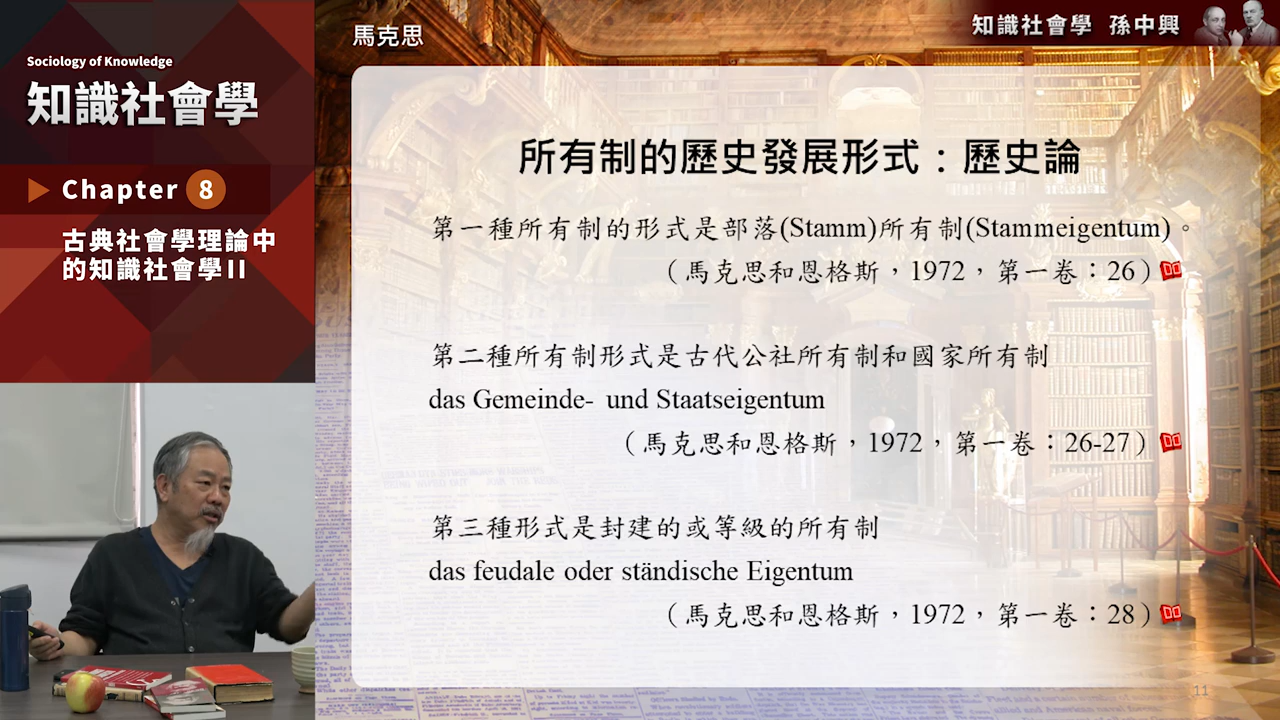 Sociology of Knowledge
知識社會學
Chapter 8
古典社會學理論中
的知識社會學II
馬克思
知識社會學 孫中興
所有制的歷史發展形式：歷史論
第一種所有制的形式是部落(Stamm)所有制(Stammeigentum)。
（馬克思和恩格斯，1972，第一卷：26）
第二種所有制形式是古代公社所有制和國家所有制
das Gemeinde- und Staatseigentum
（馬克思和恩格斯，1972，第一卷：26-27）
第三種形式是封建的或等級的所有制
das feudale oder ständische Eigentum
（馬克思和恩格斯，1972，第一卷：28）
11